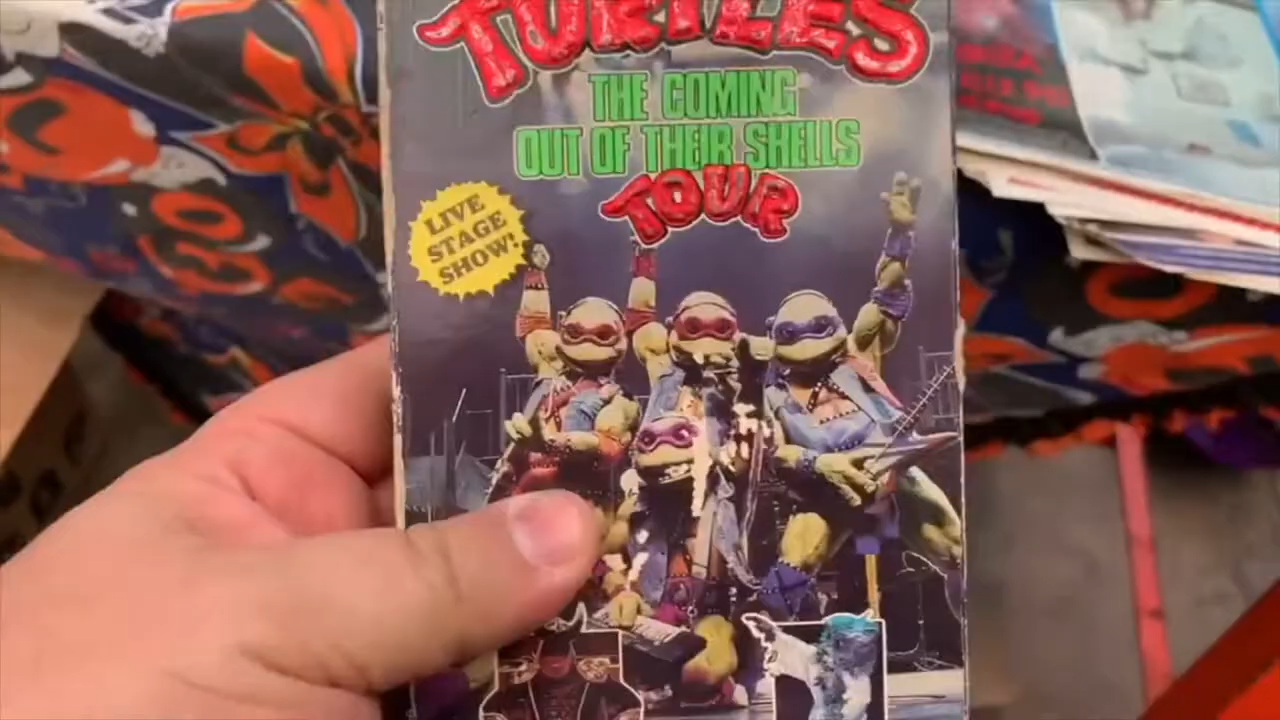 TURTLES
THE COMING
OUT OF THEIR SHELLS
TOUR
LIVE
STAGE
SHOW!